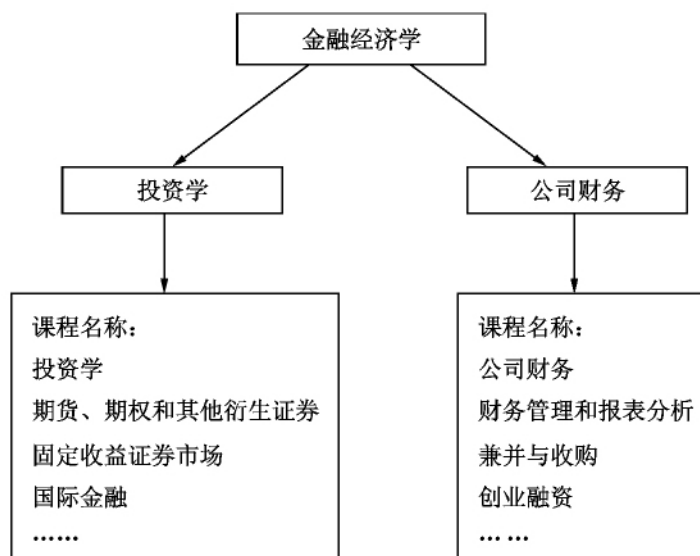 金融经济学
投资学
公司财务
课程名称：
投资学
期货、期权和其他衍生证券
固定收益证券市场
国际金融
……
课程名称：
公司财务
财务管理和报表分析
兼并与收购
创业融资
… …